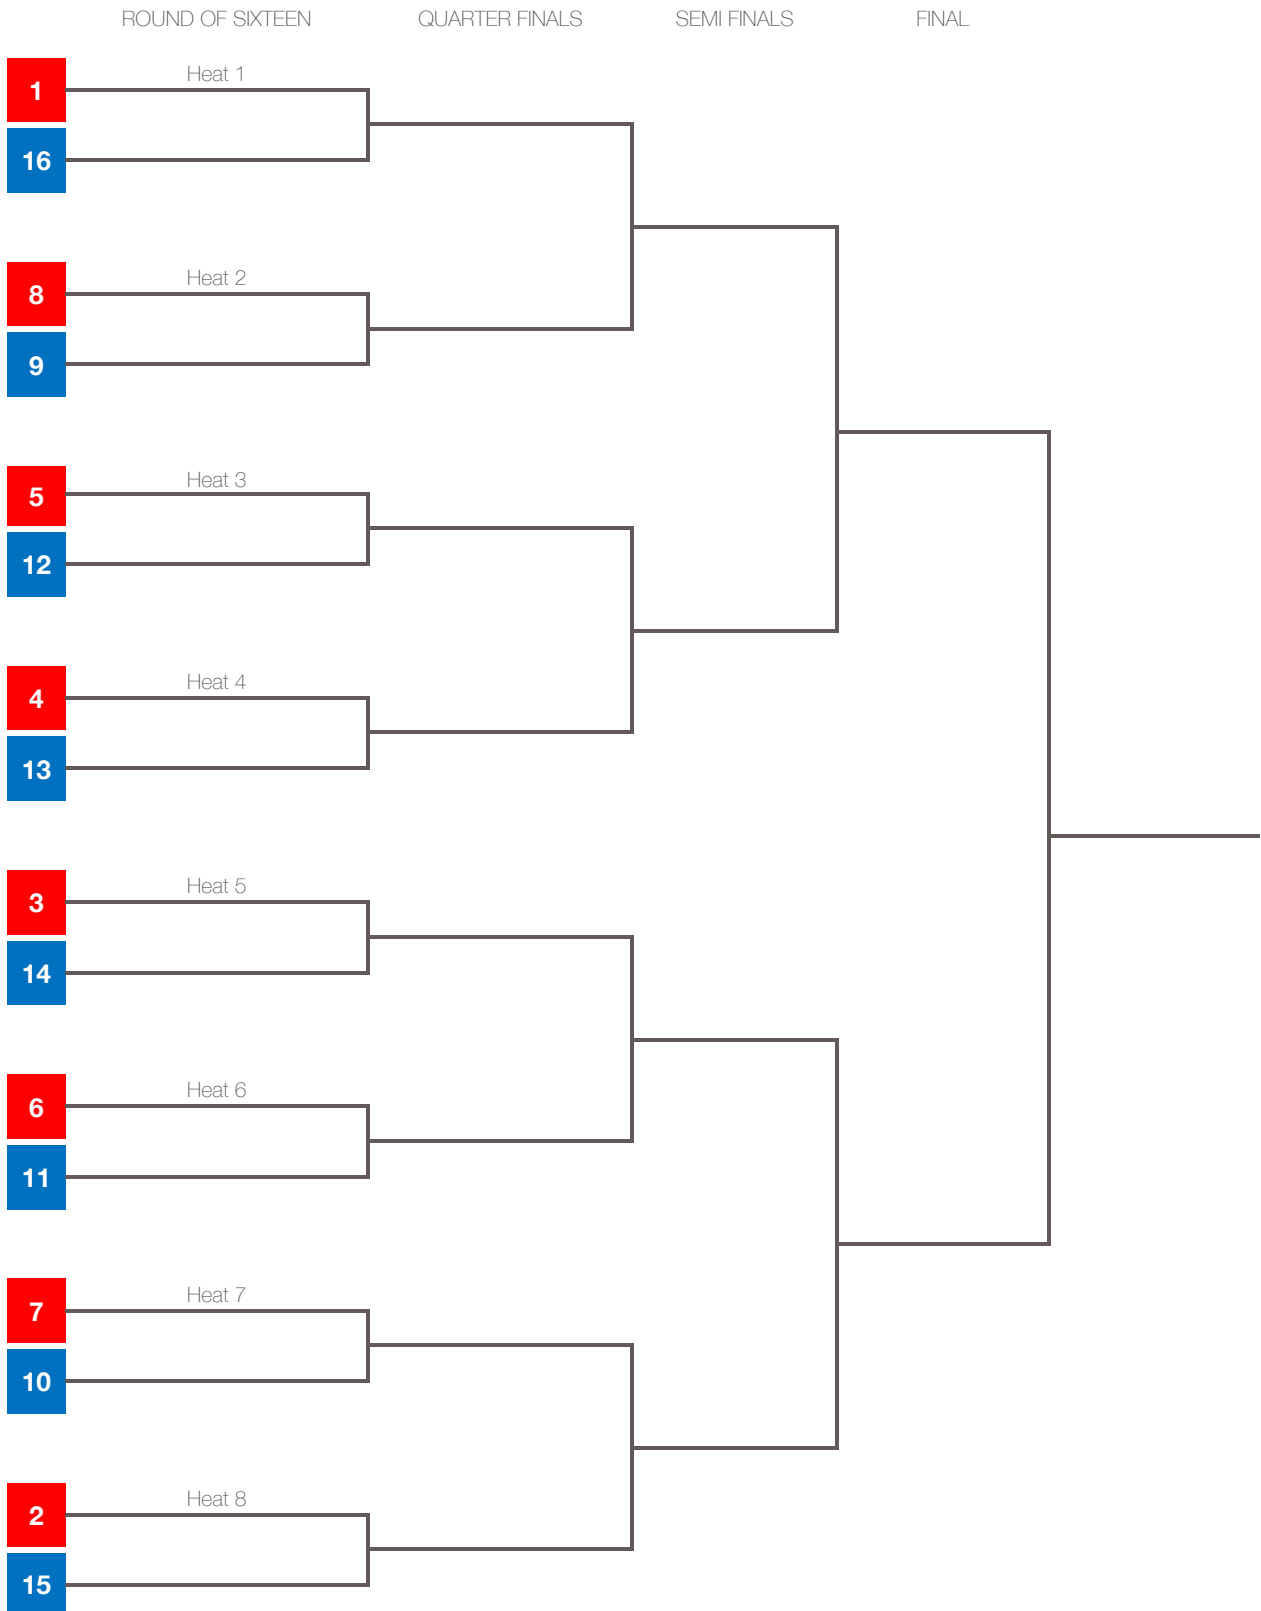 ROUND OF SIXTEEN QUARTER FINALS SEMI FINALS FINAL
Heat 1
1
16
Heat 2
8
9
Heat 3
5
12
Heat 4
4
13
Heat 5
3
14
Heat 6
6
11
Heat 7
7
10
Heat 8
2
15